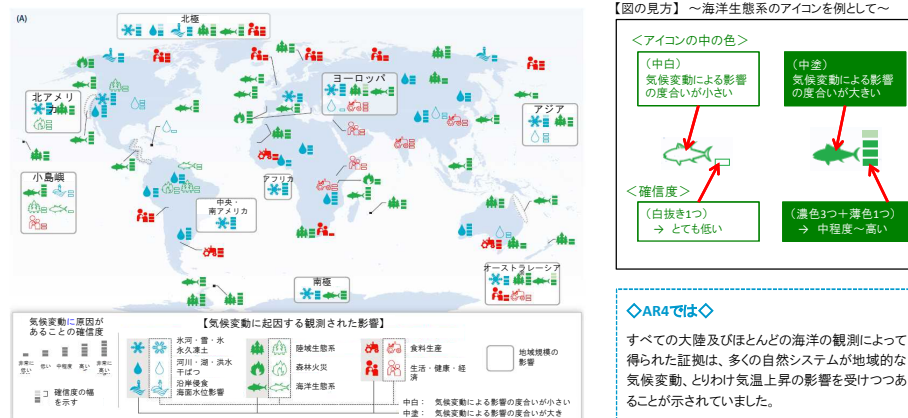 (A)
北極
北アメリ
カ
ヨーロッパ
アジア
小島嶼
中央・
南アメリカ
アフリカ
オーストラレーシア
南極
気候変動に原因が
あることの確信度
非常に
低い
低い
中程度
高い
非常に
高い
確信度の幅
を示す
【気候変動に起因する観測された影響】
氷河・雪・氷
永久凍土
河川・湖・洪水
干ばつ
沿岸侵食
海面水位影響
陸域生態系
森林火災
海洋生態系
食料生産
生活・健康・経
済
地域規模の
影響
中白： 気候変動による影響の度合いが小さい
中塗： 気候変動による影響の度合いが大き
【図の見方】 ～海洋生態系のアイコンを例として～
＜アイコンの中の色＞
（中白）
気候変動による影響
の度合いが小さい
（中塗）
気候変動による影響
の度合いが大きい
＜確信度＞
（白抜き1つ）
→ とても低い
（濃色3つ＋薄色1つ）
→ 中程度～高い
◇AR4では◇
すべての大陸及びほとんどの海洋の観測によって
得られた証拠は、多くの自然システムが地域的な
気候変動、とりわけ気温上昇の影響を受けつつあ
ることが示されていました。